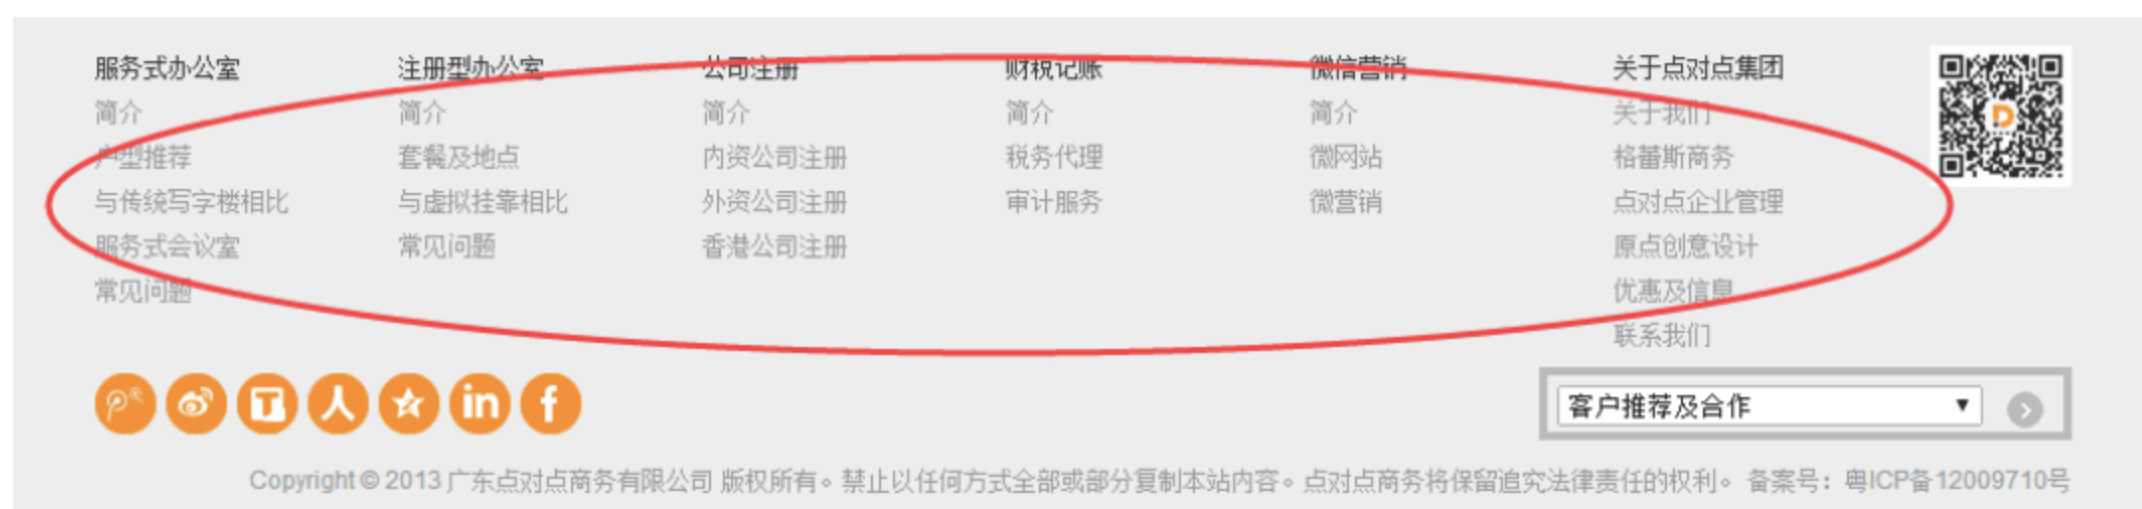 服务式办公室
简介
户型推荐
与传统写字楼相比
服务式会议室
常见问题
注册型办公室
简介
套餐及地点
与虚拟挂靠相比
常见问题
公司注册
简介
内资公司注册
外资公司注册
香港公司注册
财税记账
简介
税务代理
审计服务
微信营销
简介
微网站
微营销
关于点对点集团
关于我们
格蕾斯商务
点对点企业管理
原点创意设计
优惠及信息
联系我们
客户推荐及合作
Copyright © 2013 广东点对点商务有限公司 版权所有。禁止以任何方式全部或部分复制本站内容。点对点商务将保留追究法律责任的权利。 备案号：粤ICP备12009710号